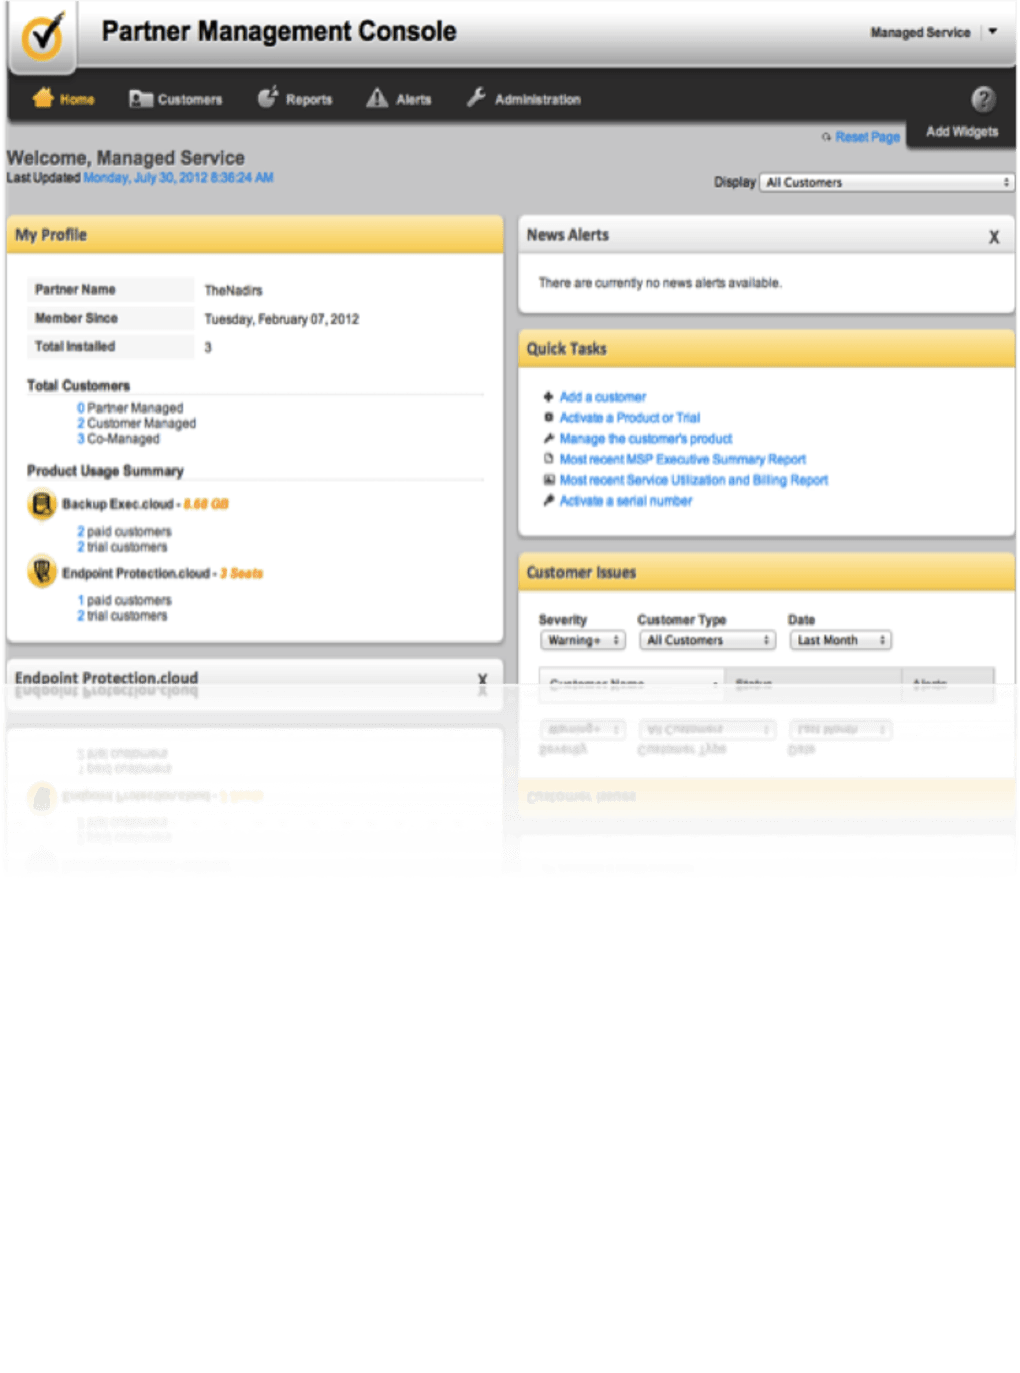 Partner Management Console
Managed Service
Home Customers Reports Alerts Administration
Add Widgets
Reset Page
Welcome, Managed Service
Last Updated Monday, July 30, 2012 8:36:24 AM
Display All Customers
My Profile
Partner Name TheNadirs
Member Since Tuesday, February 07, 2012
Total Installed 3
Total Customers
0 Partner Managed
2 Customer Managed
3 Co-Managed
Product Usage Summary
Backup Exec.cloud - 8.68 GB
2 paid customers
2 trial customers
Endpoint Protection.cloud - 3 Seats
1 paid customers
2 trial customers
Endpoint Protection.cloud X
News Alerts X
There are currently no news alerts available.
Quick Tasks
Add a customer
Activate a Product or Trial
Manage the customer's product
Most recent MSP Executive Summary Report
Most recent Service Utilization and Billing Report
Activate a serial number
Customer Issues
Severity Customer Type Date
Warning+ All Customers Last Month
Customer Name Status Alerts